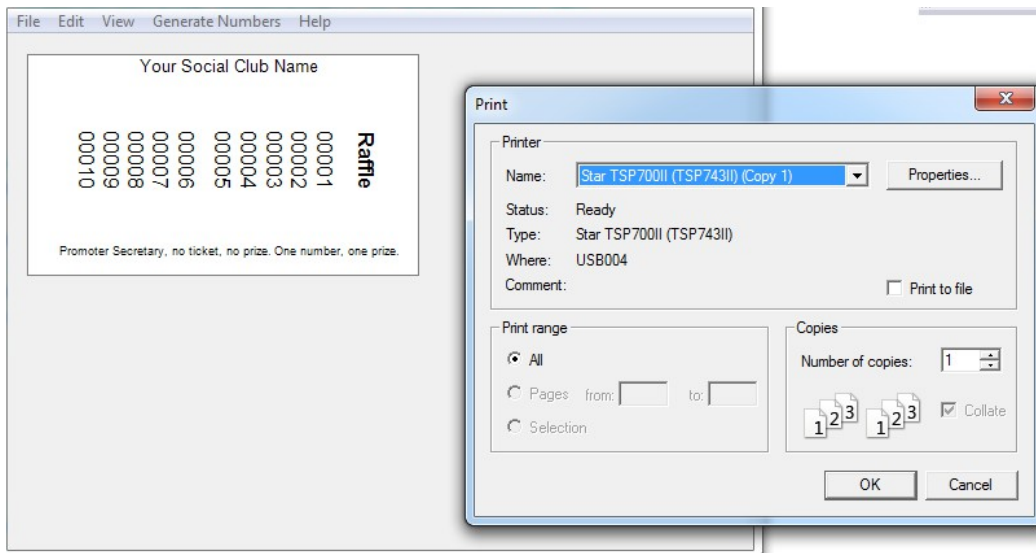 File Edit View Generate Numbers Help
Your Social Club Name
Raffle
00001
00002
00003
00004
00005
00006
00007
00008
00009
00010
Promoter Secretary, no ticket, no prize. One number, one prize.
Print
Printer
Name: Star TSP700II (TSP743II) (Copy 1) Properties...
Status: Ready
Type: Star TSP700II (TSP743II)
Where: USB004
Comment: Print to file
Print range
All
Pages from: to:
Selection
Copies
Number of copies: 1
1 2 3 1 2 3 Collate
OK Cancel